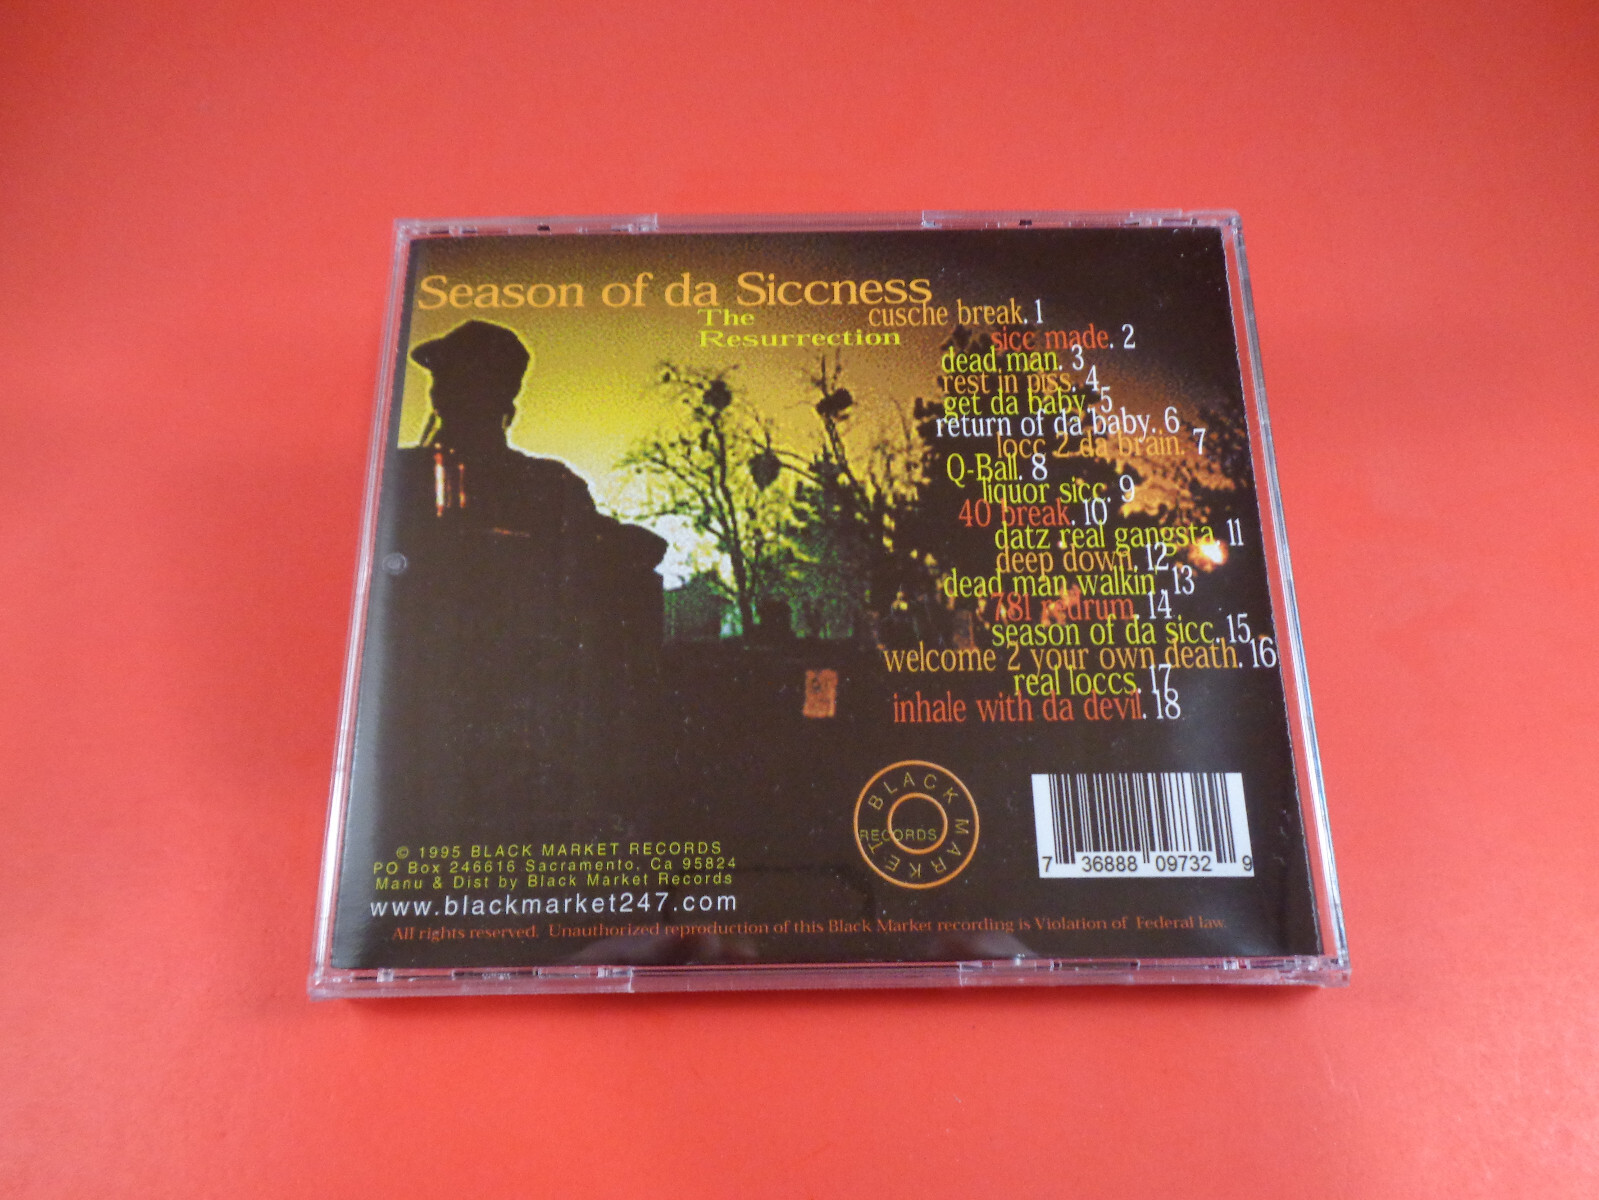 Season of da Siccness
The
Resurrection
cusche break. 1
sicc made. 2
dead man. 3
rest in piss. 4
get da baby. 5
return of da baby. 6
locc 2 da brain. 7
Q-Ball. 8
liquor sicc. 9
40 break. 10
datz real gangsta. 11
deep down. 12
dead man walkin'. 13
781 redrum. 14
season of da sicc. 15
welcome 2 your own death. 16
real loccs. 17
inhale with da devil. 18
BLACK MARKET
RECORDS
© 1995 BLACK MARKET RECORDS
PO Box 246616 Sacramento, Ca 95824
Manu & Dist by Black Market Records
www.blackmarket247.com
All rights reserved. Unauthorized reproduction of this Black Market recording is Violation of Federal law.
7 36888 09732 9